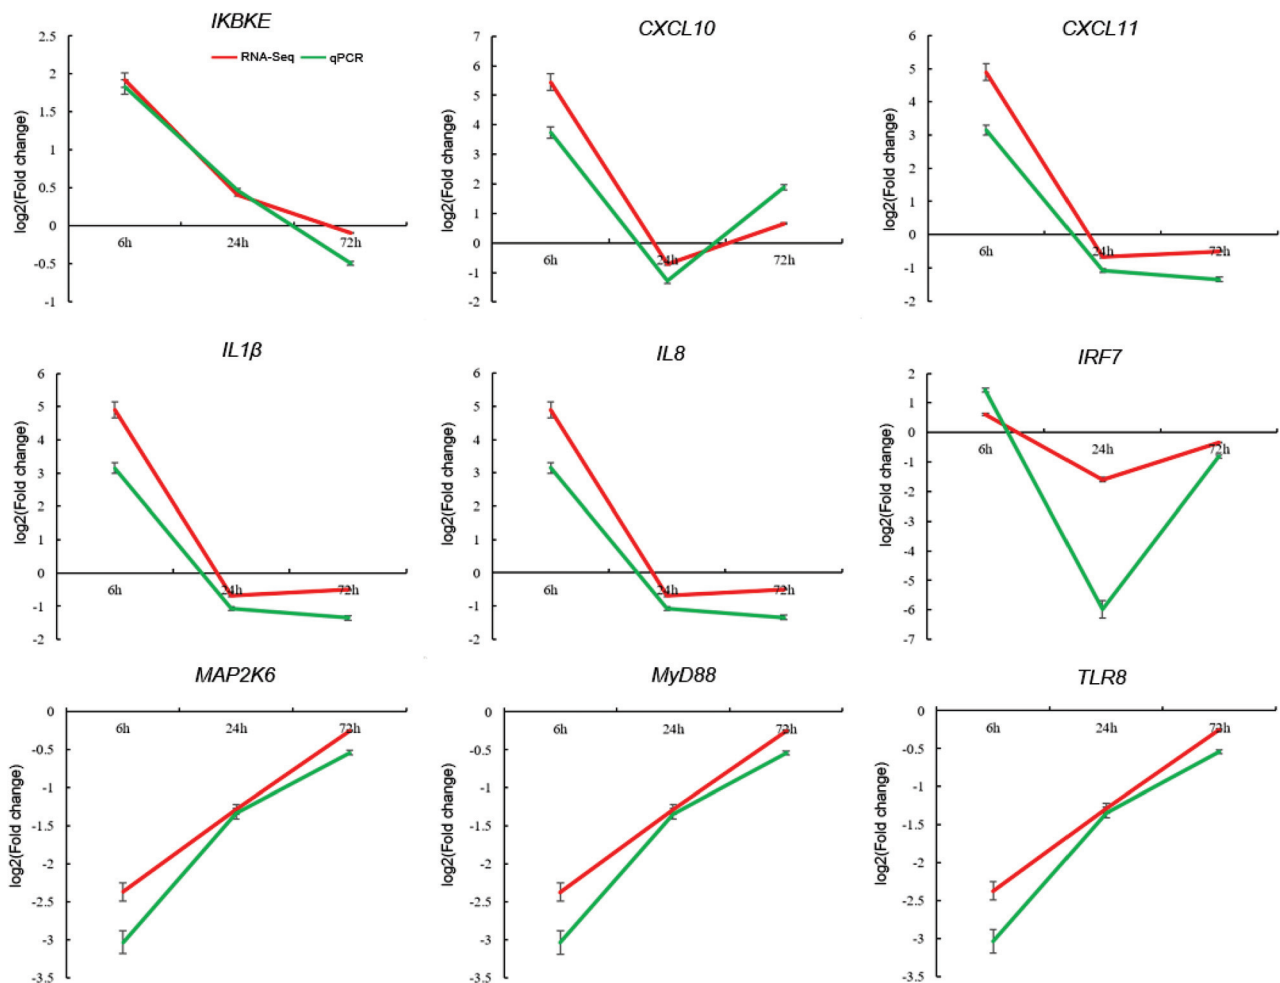 IKBKE
RNA-Seq qPCR
log2(Fold change)
2.5
2
1.5
1
0.5
0
-0.5
-1
6h 24h 72h
CXCL10
log2(Fold change)
7
6
5
4
3
2
1
0
-1
-2
6h 24h 72h
CXCL11
log2(Fold change)
6
5
4
3
2
1
0
-1
-2
6h 24h 72h
IL1β
log2(Fold change)
6
5
4
3
2
1
0
-1
-2
6h 24h 72h
IL8
log2(Fold change)
6
5
4
3
2
1
0
-1
-2
6h 24h 72h
IRF7
log2(Fold change)
2
1
0
-1
-2
-3
-4
-5
-6
-7
6h 24h 72h
MAP2K6
log2(Fold change)
0
-0.5
-1
-1.5
-2
-2.5
-3
-3.5
6h 24h 72h
MyD88
log2(Fold change)
0
-0.5
-1
-1.5
-2
-2.5
-3
-3.5
6h 24h 72h
TLR8
log2(Fold change)
0
-0.5
-1
-1.5
-2
-2.5
-3
-3.5
6h 24h 72h